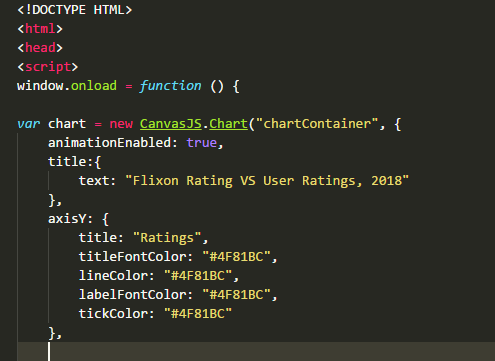 <!DOCTYPE HTML>
<html>
<head>
<script>
window.onload = function () {

var chart = new CanvasJS.Chart("chartContainer", {
    animationEnabled: true,
    title:{
        text: "Flixon Rating VS User Ratings, 2018"
    },
    axisY: {
        title: "Ratings",
        titleFontColor: "#4F81BC",
        lineColor: "#4F81BC",
        labelFontColor: "#4F81BC",
        tickColor: "#4F81BC"
    },